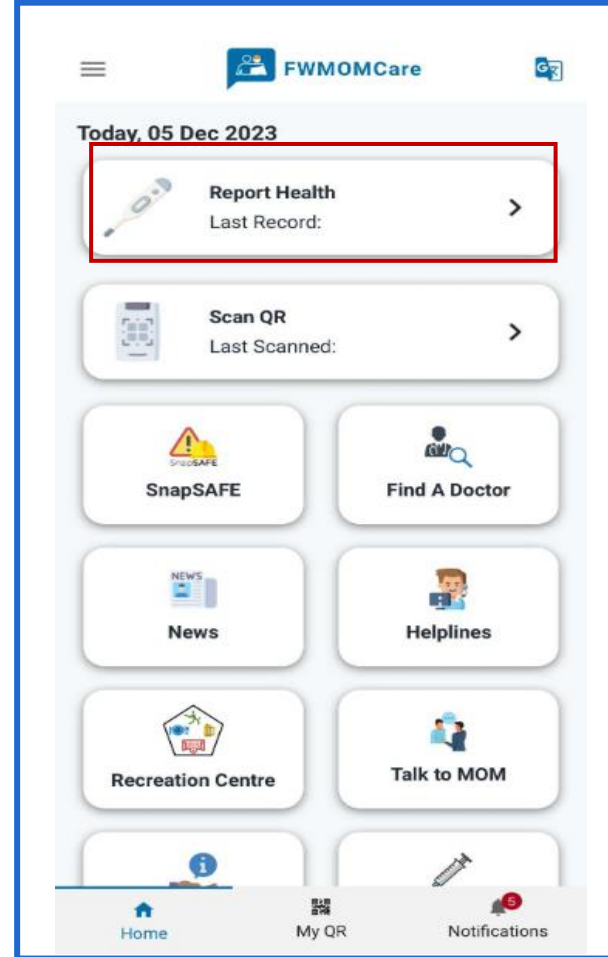 FWMOMCare
Today, 05 Dec 2023
Report Health
Last Record:
Scan QR
Last Scanned:
SnapSAFE
SnapSAFE
Find A Doctor
NEWS
News
Helplines
Recreation Centre
Talk to MOM
5
Home
My QR
Notifications